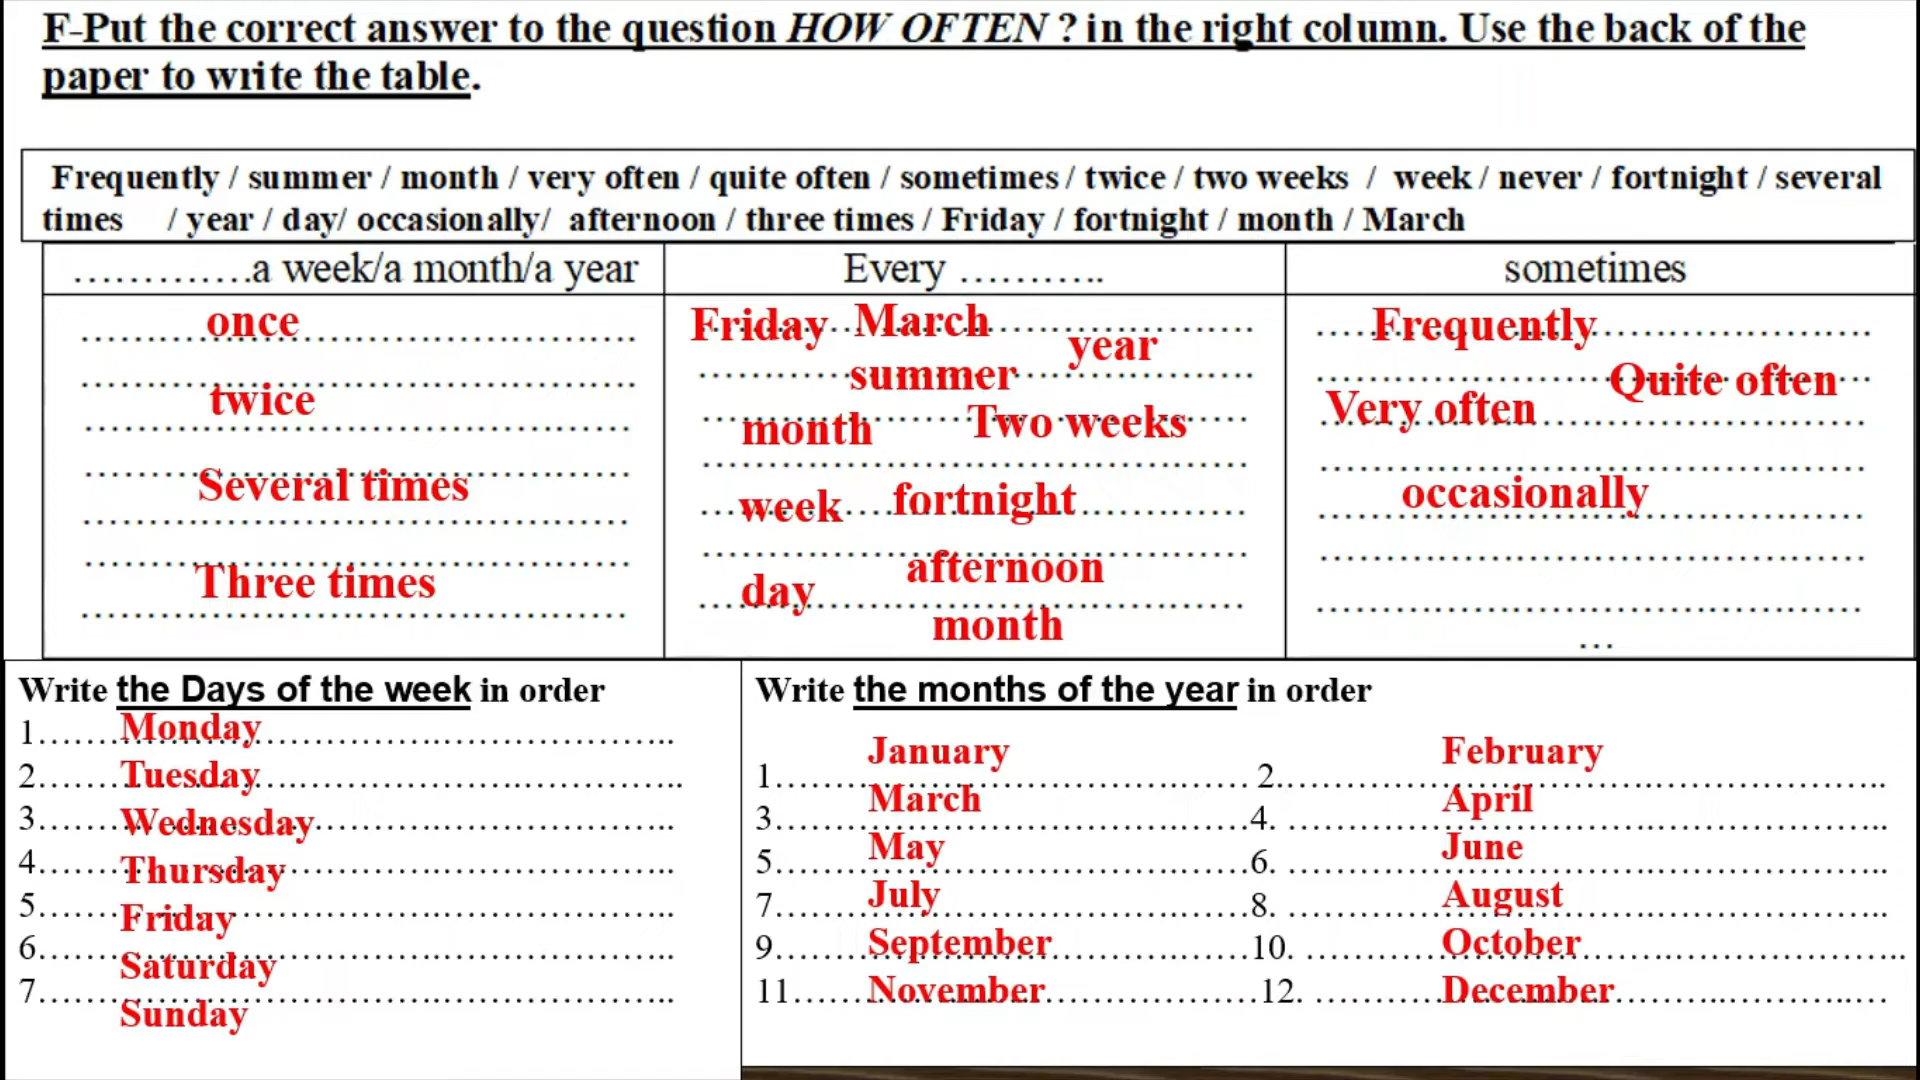 F-Put the correct answer to the question HOW OFTEN ? in the right column. Use the back of the
paper to write the table.
Frequently / summer / month / very often / quite often / sometimes / twice / two weeks / week / never / fortnight / several
times / year / day/ occasionally/ afternoon / three times / Friday / fortnight / month / March
.............a week/a month/a year
once
twice
Several times
Three times
Every ...........
Friday March
year
summer
month Two weeks
week fortnight
afternoon
day
month
sometimes
Frequently
Quite often
Very often
occasionally
...
Write the Days of the week in order
1. Monday
2. Tuesday
3. Wednesday
4. Thursday
5. Friday
6. Saturday
7. Sunday
Write the months of the year in order
1. January 2. February
3. March 4. April
5. May 6. June
7. July 8. August
9. September 10. October
11. November 12. December